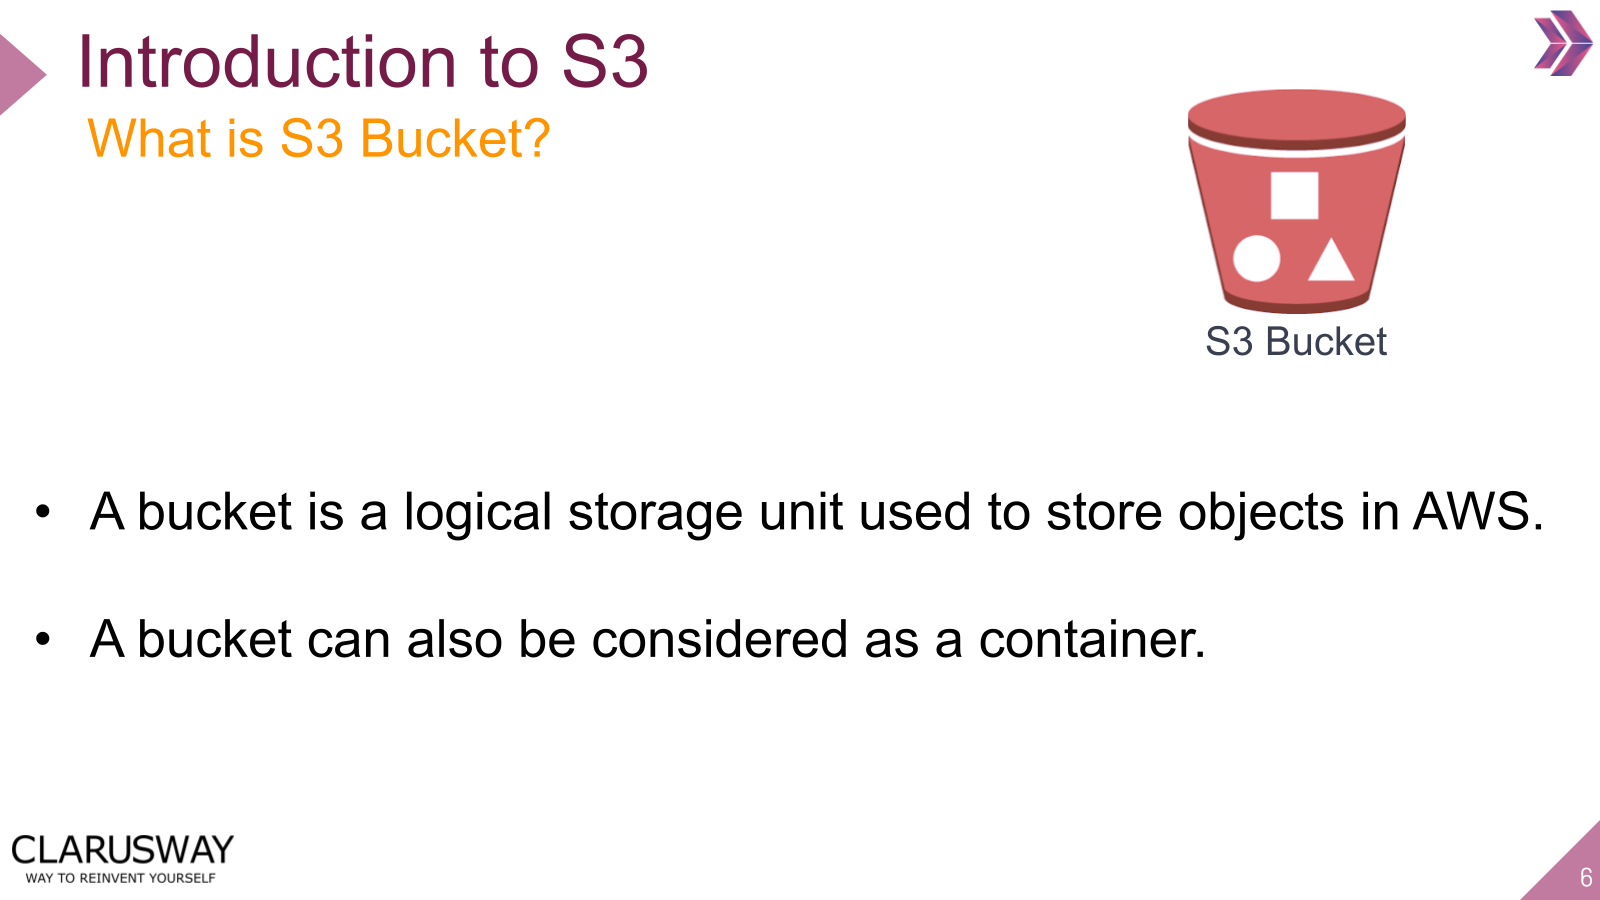 Introduction to S3
What is S3 Bucket?
S3 Bucket
• A bucket is a logical storage unit used to store objects in AWS.
• A bucket can also be considered as a container.
CLARUSWAY
WAY TO REINVENT YOURSELF
6